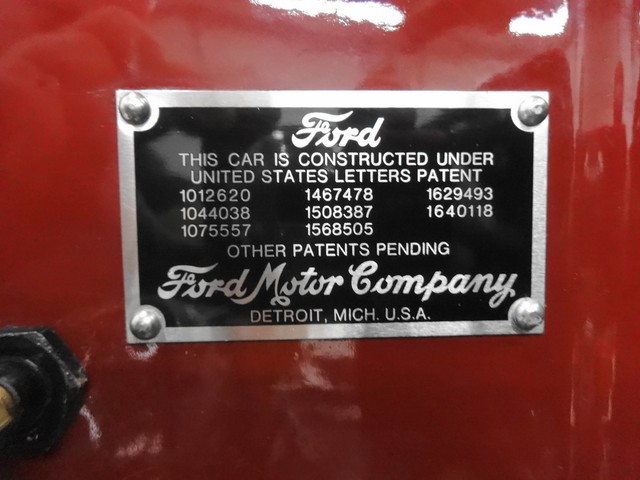 Ford
THIS CAR IS CONSTRUCTED UNDER
UNITED STATES LETTERS PATENT
1012620 1467478 1629493
1044038 1508387 1640118
1075557 1568505
OTHER PATENTS PENDING
Ford Motor Company
DETROIT, MICH. U.S.A.